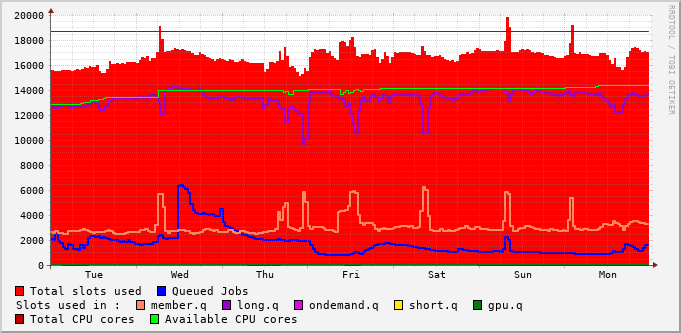 RRDTOOL / TOBI OETIKER
20000
18000
16000
14000
12000
10000
8000
6000
4000
2000
0
Tue Wed Thu Fri Sat Sun Mon
Total slots used Queued Jobs
Slots used in : member.q long.q ondemand.q short.q gpu.q
Total CPU cores Available CPU cores